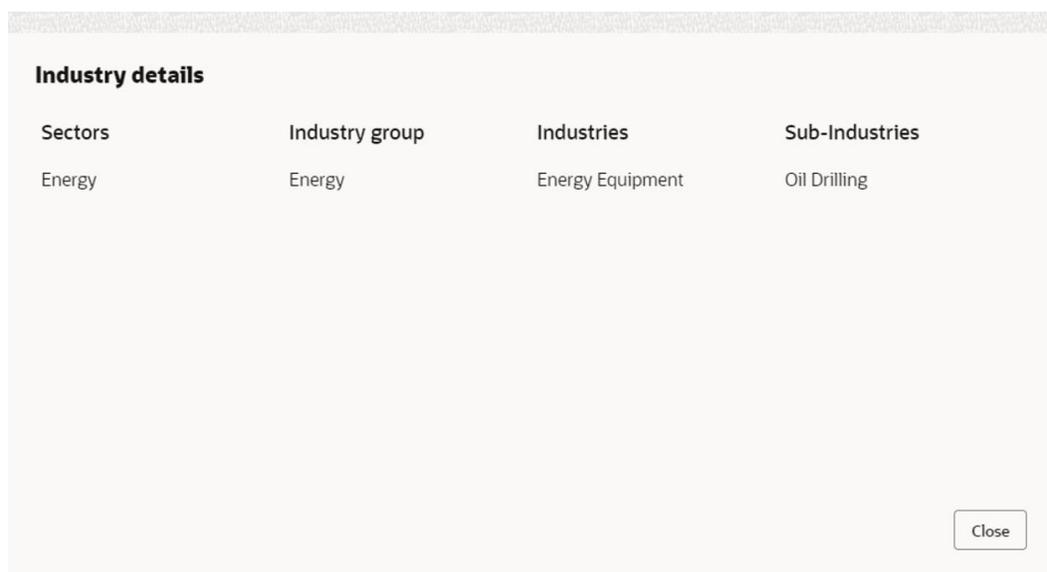 Industry details
Sectors Industry group Industries Sub-Industries
Energy Energy Energy Equipment Oil Drilling
Close